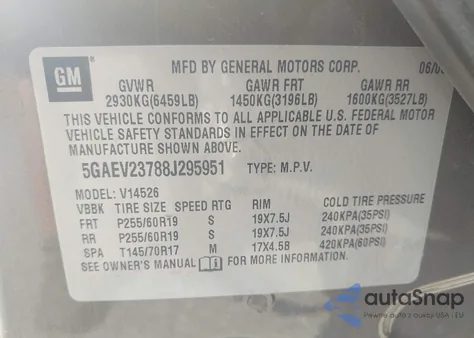 GM
MFD BY GENERAL MOTORS CORP.
GVWR GAWR FRT GAWR RR
2930KG(6459LB) 1450KG(3196LB) 1600KG(3527LB)
THIS VEHICLE CONFORMS TO ALL APPLICABLE U.S. FEDERAL MOTOR
VEHICLE SAFETY STANDARDS IN EFFECT ON THE DATE OF
MANUFACTURE SHOWN ABOVE.
5GAEV23788J295951 TYPE: M.P.V.
MODEL: V14526
VBBK TIRE SIZE SPEED RTG RIM COLD TIRE PRESSURE
FRT P255/60R19 S 19X7.5J 240KPA(35PSI)
RR P255/60R19 S 19X7.5J 240KPA(35PSI)
SPA T145/70R17 M 17X4.5B 420KPA(60PSI)
SEE OWNER'S MANUAL FOR MORE INFORMATION.
autoSnap